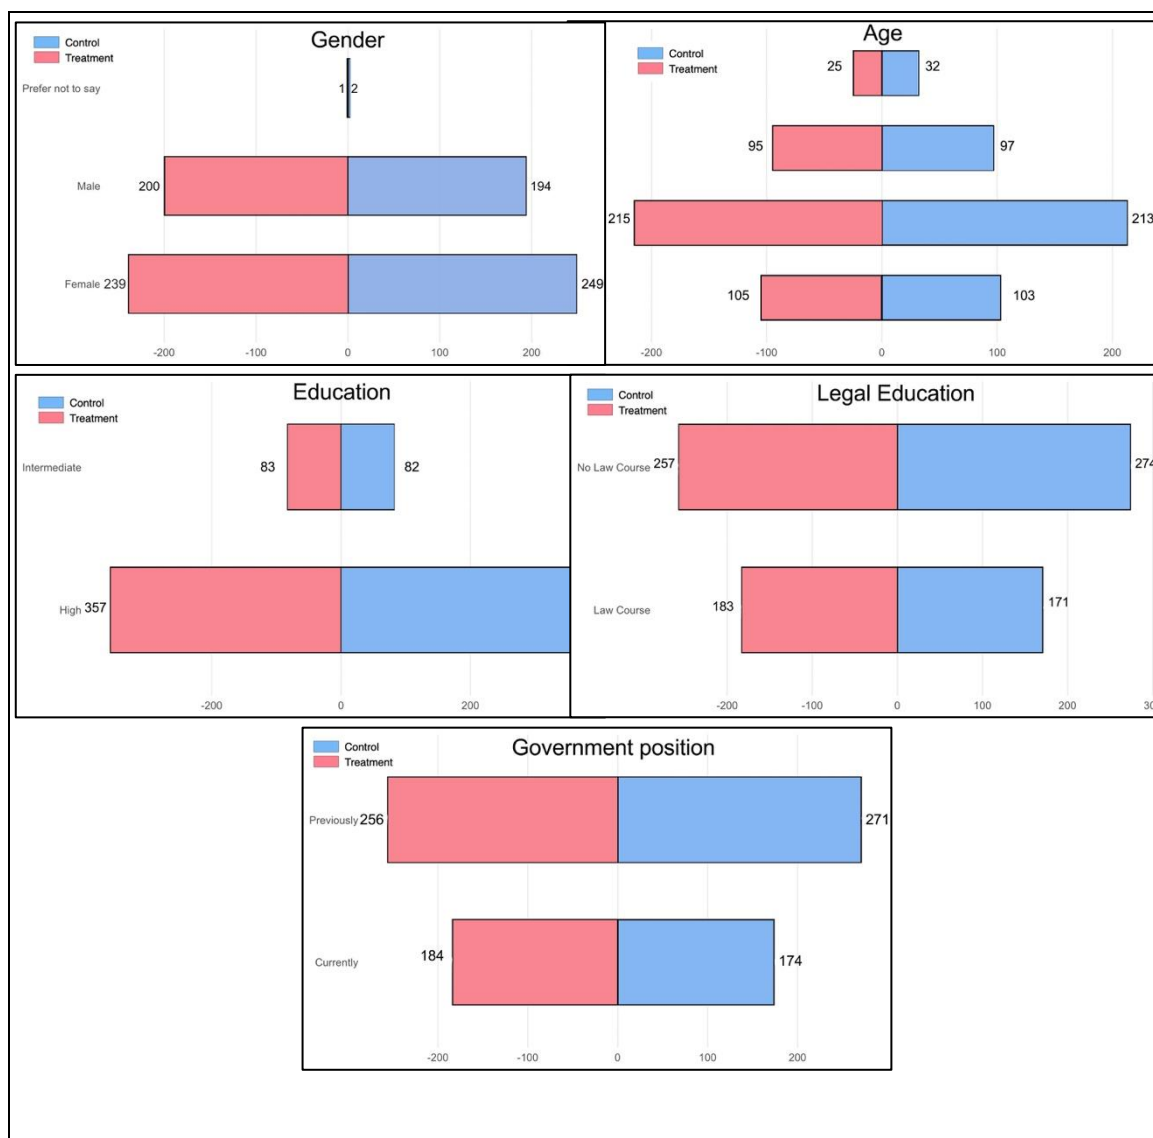 Gender
Control
Treatment
Prefer not to say
1 2
Male 200 194
Female 239 249
-200 -100 0 100 200
Age
Control
Treatment
25 32
95 97
215 213
105 103
-200 -100 0 100 200
Education
Control
Treatment
Intermediate 83 82
High 357
-200 0 200
Legal Education
Control
Treatment
No Law Course 257 274
Law Course 183 171
-200 -100 0 100 200 30
Government position
Control
Treatment
Previously 256 271
Currently 184 174
-200 -100 0 100 200